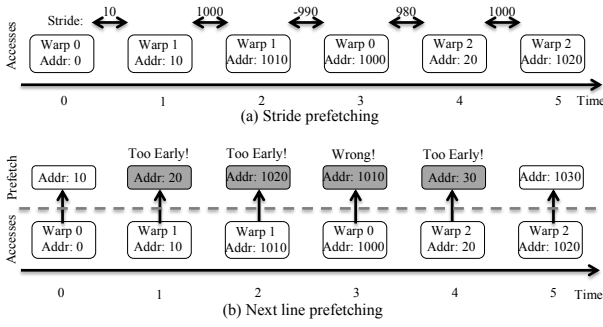 Stride:
10 1000 -990 980 1000
Accesses
Warp 0 Warp 1 Warp 1 Warp 0 Warp 2 Warp 2
Addr: 0 Addr: 10 Addr: 1010 Addr: 1000 Addr: 20 Addr: 1020
0 1 2 3 4 5 Time
(a) Stride prefetching
Too Early! Too Early! Wrong! Too Early!
Prefetch
Addr: 10 Addr: 20 Addr: 1020 Addr: 1010 Addr: 30 Addr: 1030
Accesses
Warp 0 Warp 1 Warp 1 Warp 0 Warp 2 Warp 2
Addr: 0 Addr: 10 Addr: 1010 Addr: 1000 Addr: 20 Addr: 1020
0 1 2 3 4 5 Time
(b) Next line prefetching